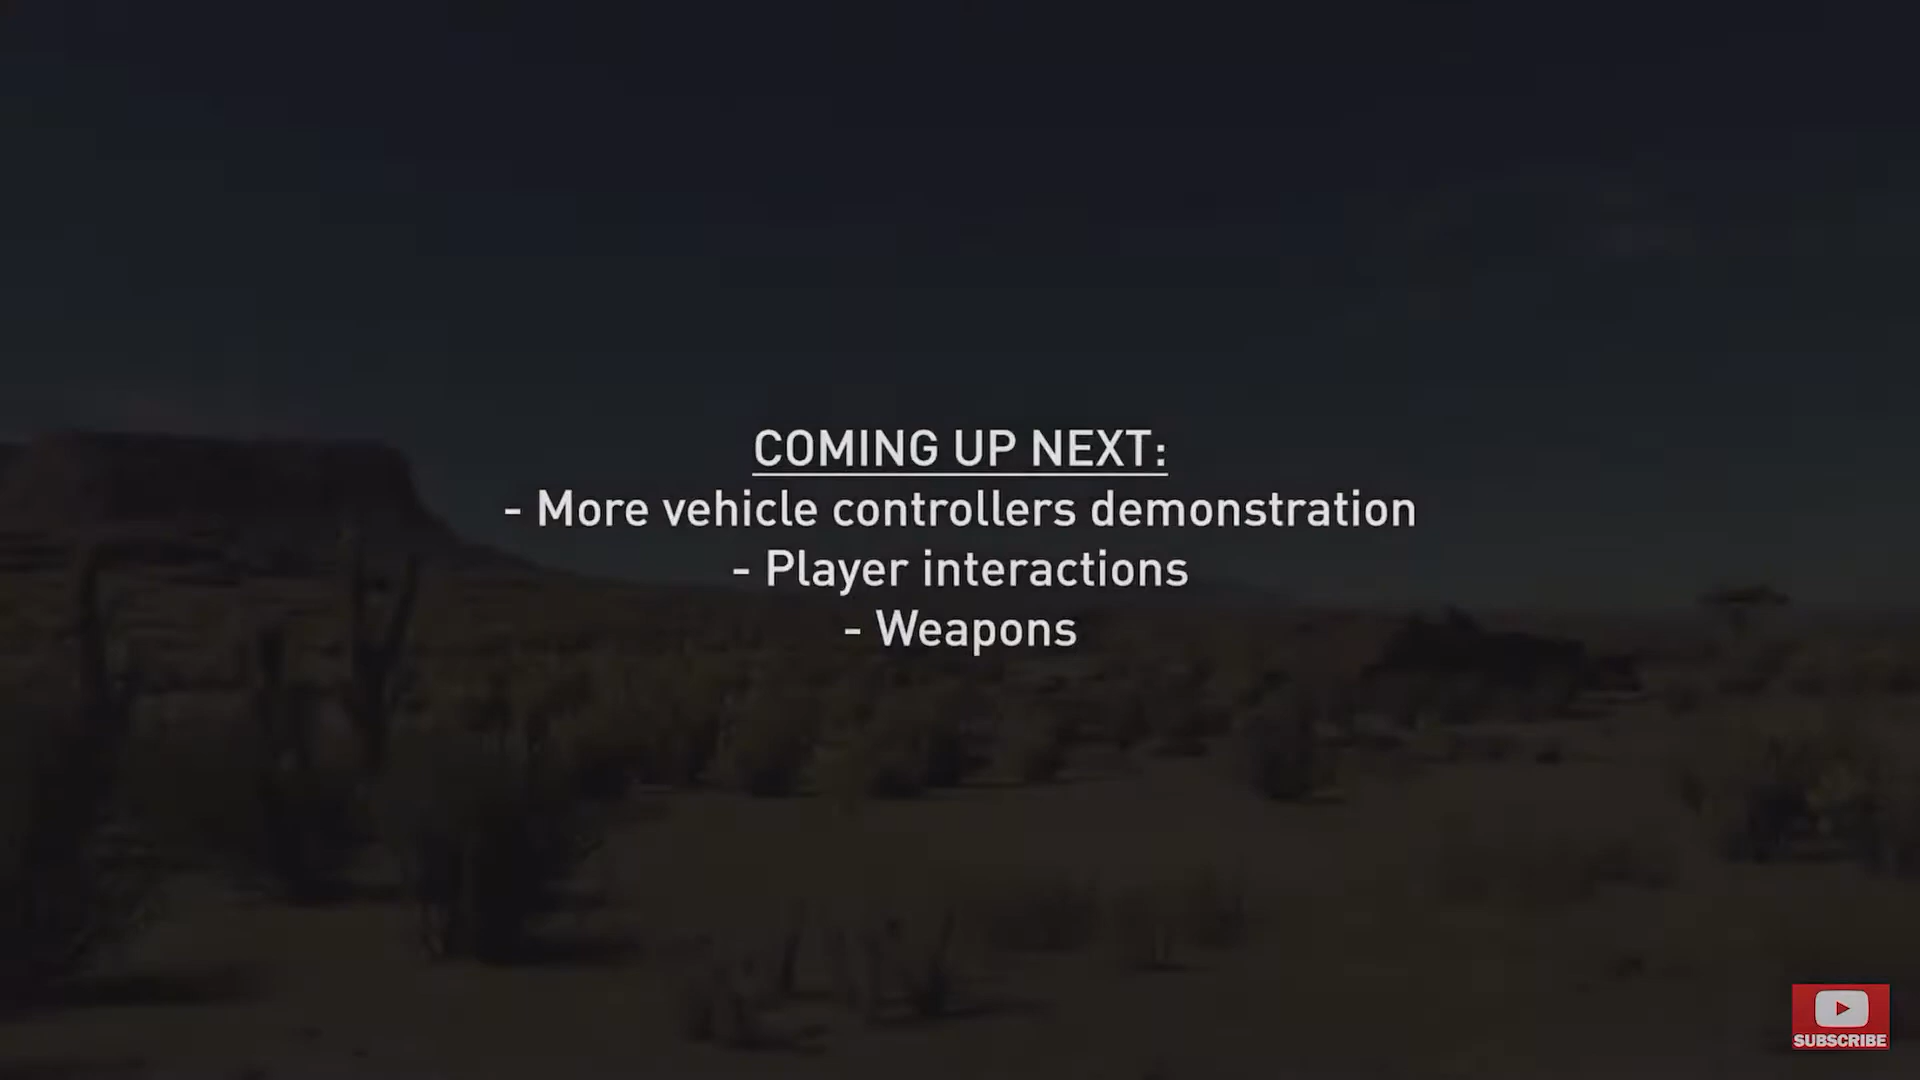 COMING UP NEXT:
- More vehicle controllers demonstration
- Player interactions
- Weapons
SUBSCRIBE